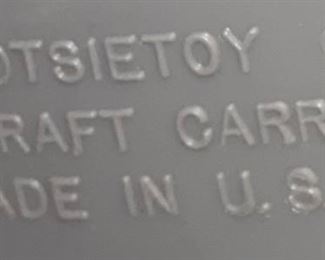 OTSIETOY
RAFT CARR
ADE IN U.S.